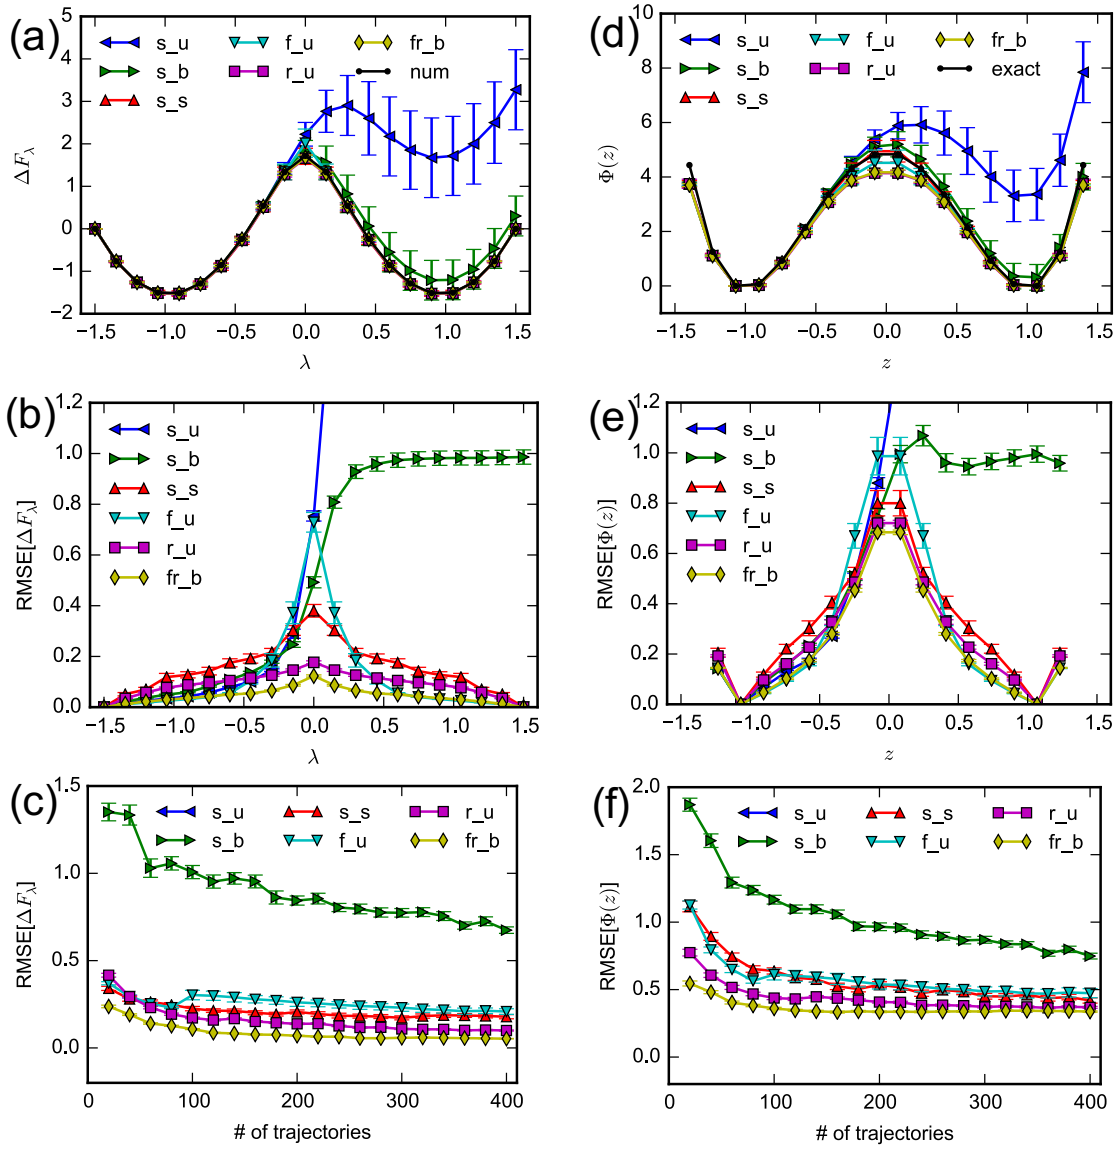 (a)
5
4
3
2
1
0
−1
−2
ΔF_λ
s_u
s_b
s_s
f_u
r_u
fr_b
num
−1.5 −1.0 −0.5 0.0 0.5 1.0 1.5
λ
(d)
10
8
6
4
2
0
Φ(z)
s_u
s_b
s_s
f_u
r_u
fr_b
exact
−1.5 −1.0 −0.5 0.0 0.5 1.0 1.5
z
(b)
1.2
1.0
0.8
0.6
0.4
0.2
0.0
RMSE[ΔF_λ]
s_u
s_b
s_s
f_u
r_u
fr_b
−1.5 −1.0 −0.5 0.0 0.5 1.0 1.5
λ
(e)
1.2
1.0
0.8
0.6
0.4
0.2
0.0
RMSE[Φ(z)]
s_u
s_b
s_s
f_u
r_u
fr_b
−1.5 −1.0 −0.5 0.0 0.5 1.0 1.5
z
(c)
1.5
1.0
0.5
0.0
RMSE[ΔF_λ]
s_u
s_b
s_s
f_u
r_u
fr_b
0 100 200 300 400
# of trajectories
(f)
2.0
1.5
1.0
0.5
0.0
RMSE[Φ(z)]
s_u
s_b
s_s
f_u
r_u
fr_b
0 100 200 300 400
# of trajectories